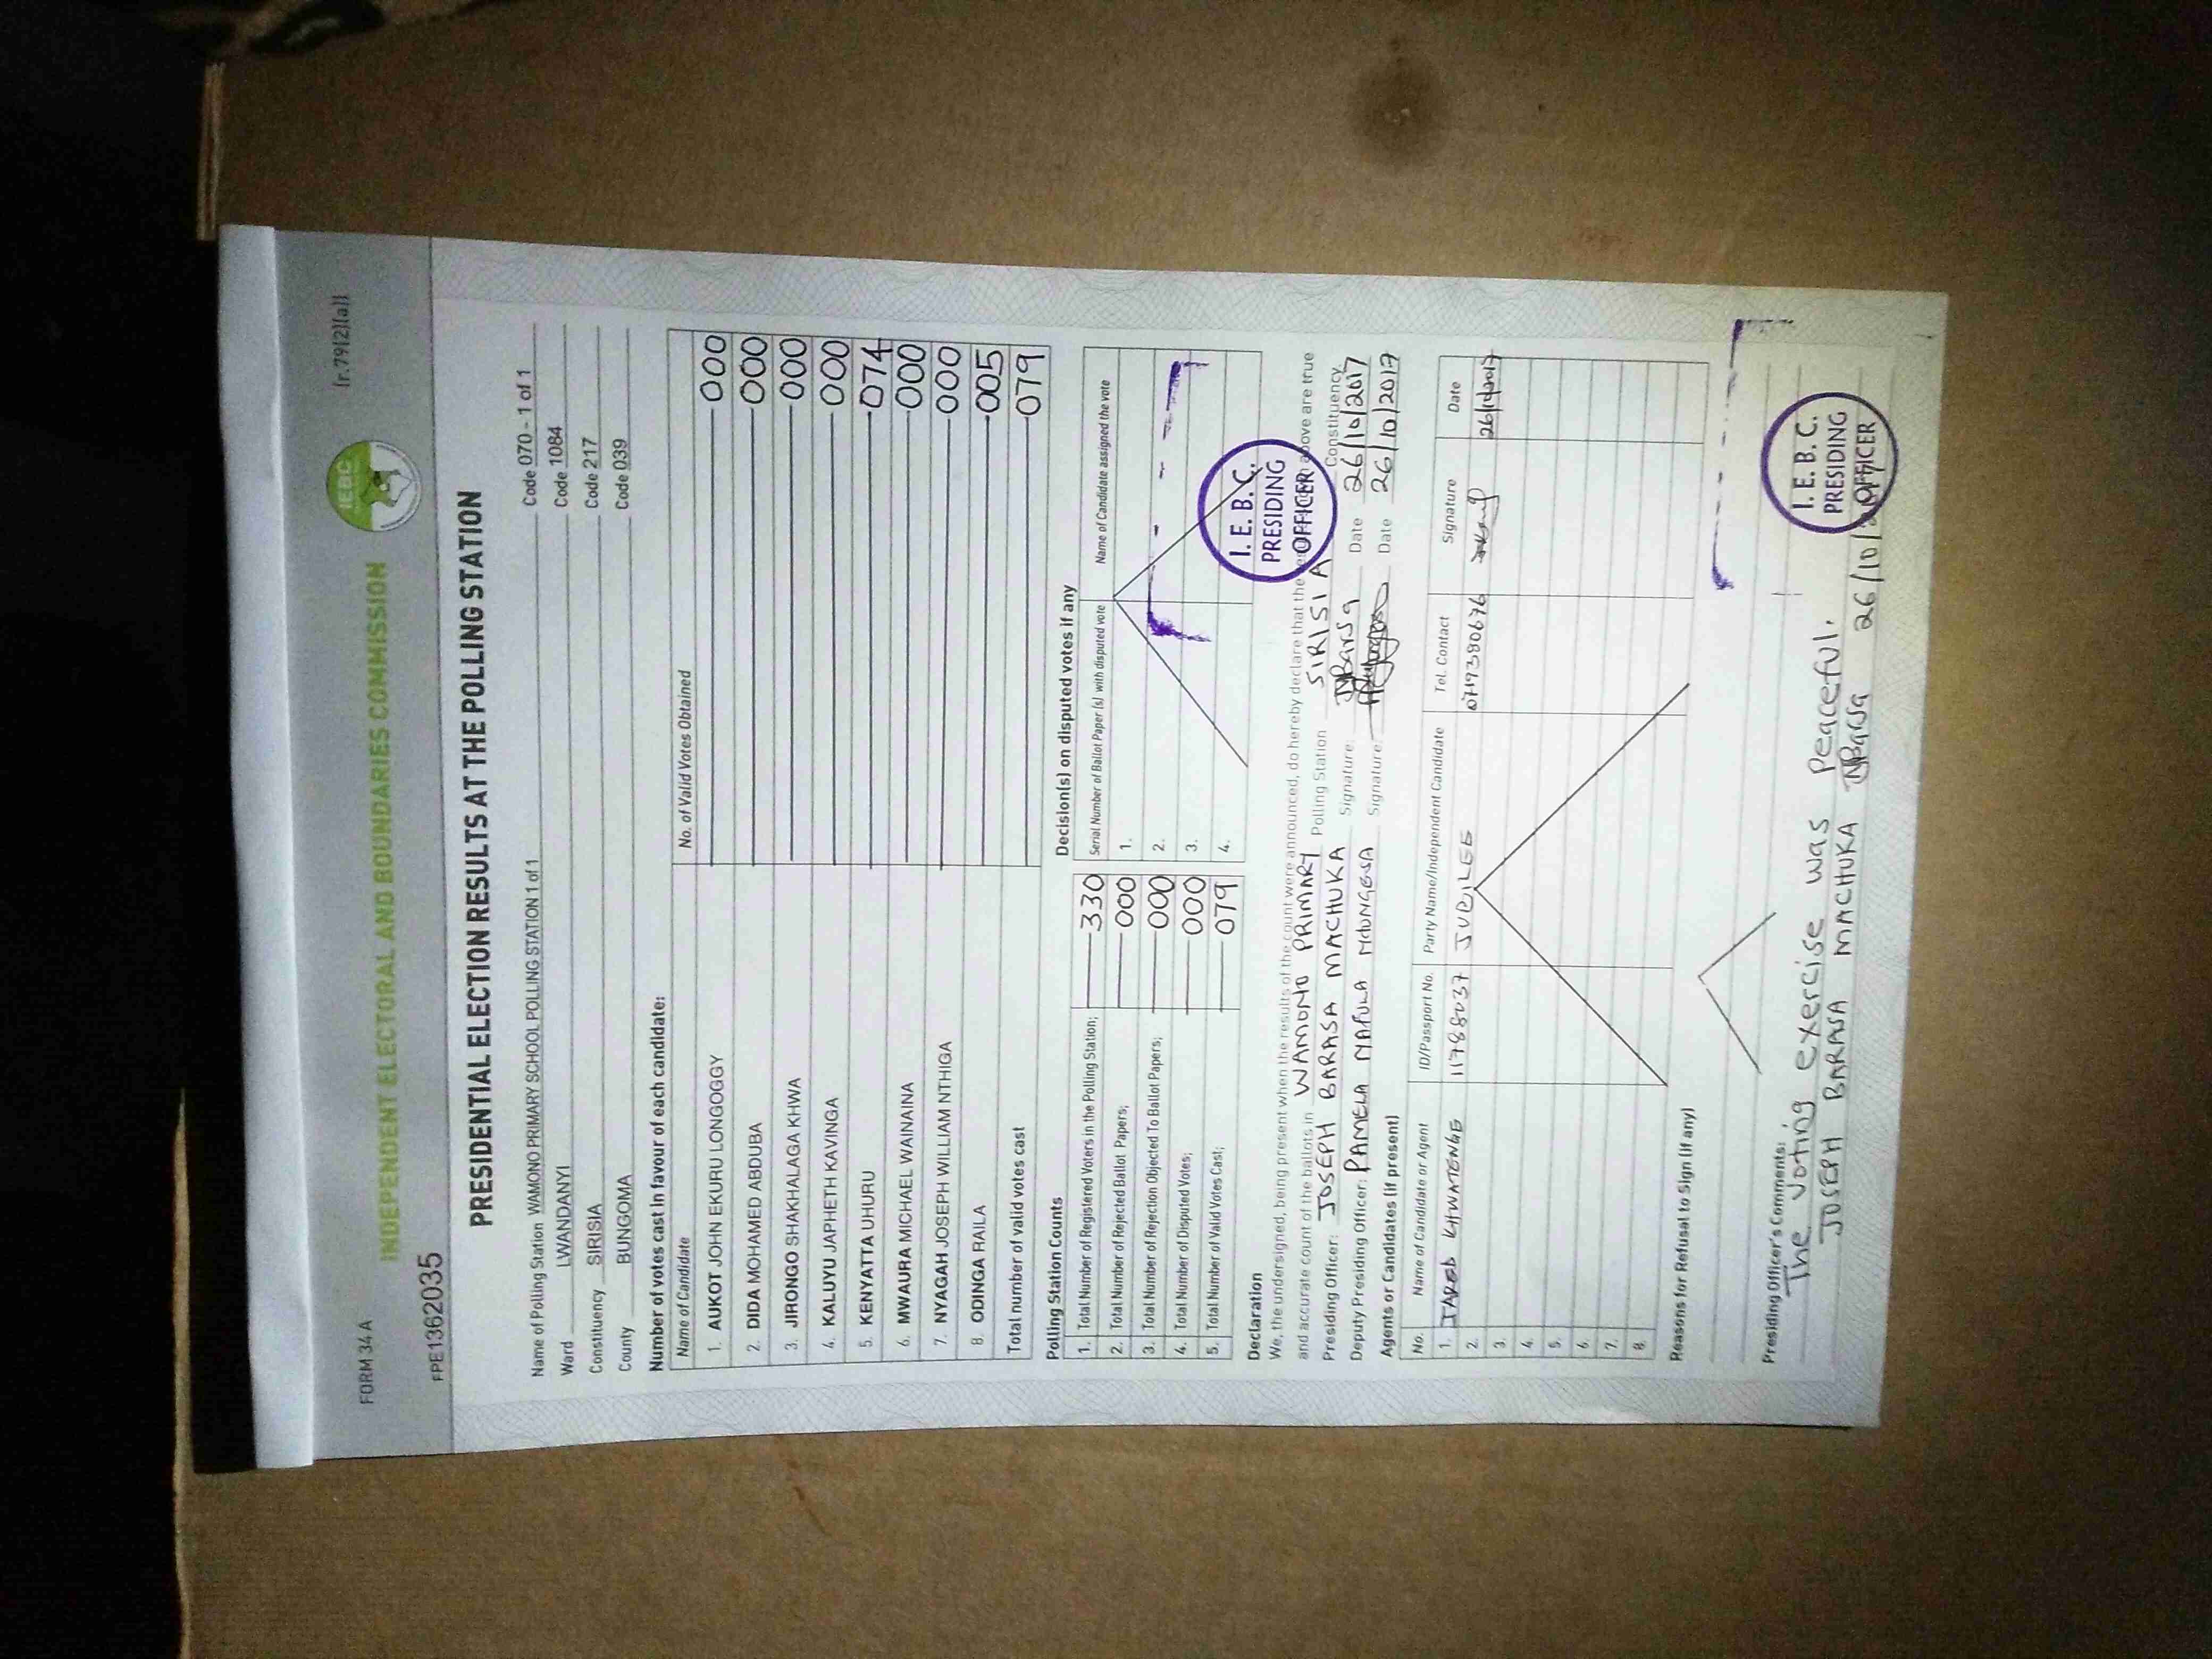 FORM 34 A
[r.79(2)(a)]
IEBC
INDEPENDENT ELECTORAL AND BOUNDARIES COMMISSION
FPE1362035
PRESIDENTIAL ELECTION RESULTS AT THE POLLING STATION
Name of Polling Station WAMONO PRIMARY SCHOOL POLLING STATION 1 of 1 Code 070 - 1 of 1
Ward LWANDANYI Code 1084
Constituency SIRISIA Code 217
County BUNGOMA Code 039
Number of votes cast in favour of each candidate:
Name of Candidate No. of Valid Votes Obtained
1. AUKOT JOHN EKURU LONGOGGY 000
2. DIDA MOHAMED ABDUBA 000
3. JIRONGO SHAKHALAGA KHWA 000
4. KALUYU JAPHETH KAVINGA 000
5. KENYATTA UHURU 074
6. MWAURA MICHAEL WAINAINA 000
7. NYAGAH JOSEPH WILLIAM NTHIGA 000
8. ODINGA RAILA 005
Total number of valid votes cast 079
Polling Station Counts
1. Total Number of Registered Voters in the Polling Station; 330
2. Total Number of Rejected Ballot Papers; 000
3. Total Number of Rejection Objected To Ballot Papers; 000
4. Total Number of Disputed Votes; 000
5. Total Number of Valid Votes Cast; 079
Decision(s) on disputed votes if any
Serial Number of Ballot Paper (s) with disputed vote Name of Candidate assigned the vote
1.
2.
3.
4.
I. E. B. C.
PRESIDING
OFFICER
Declaration
We, the undersigned, being present when the results of the count were announced, do hereby declare that the above are true
and accurate count of the ballots in WAMONO PRIMARY Polling Station SIRISIA Constituency
Presiding Officer: JOSEPH BARASA MACHUKA Signature: Date 26/10/2017
Deputy Presiding Officer: PAMELA NAFULA Signature: Date 26/10/2017
Agents or Candidates (if present)
No. Name of Candidate or Agent ID/Passport No. Party Name/Independent Candidate Tel. Contact Signature Date
1. JARED KHWATENGE 11788037 JUBILEE 0719380676
2.
3.
4.
5.
6.
7.
8.
Reasons for Refusal to Sign (if any)
Presiding Officer's Comments:
The voting exercise was peaceful.
JOSEPH BARASA MACHUKA 26/10/
I. E. B. C.
PRESIDING
OFFICER